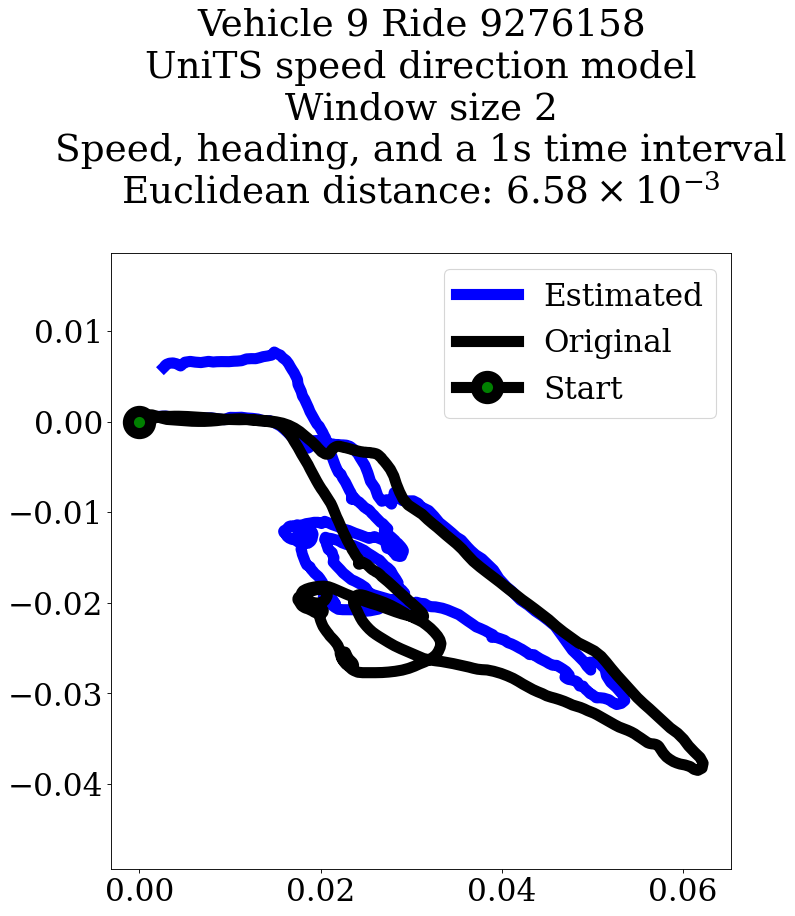 Vehicle 9 Ride 9276158
UniTS speed direction model
Window size 2
Speed, heading, and a 1s time interval
Euclidean distance: 6.58 × 10⁻³
Estimated
Original
Start
0.01
0.00
−0.01
−0.02
−0.03
−0.04
0.00 0.02 0.04 0.06